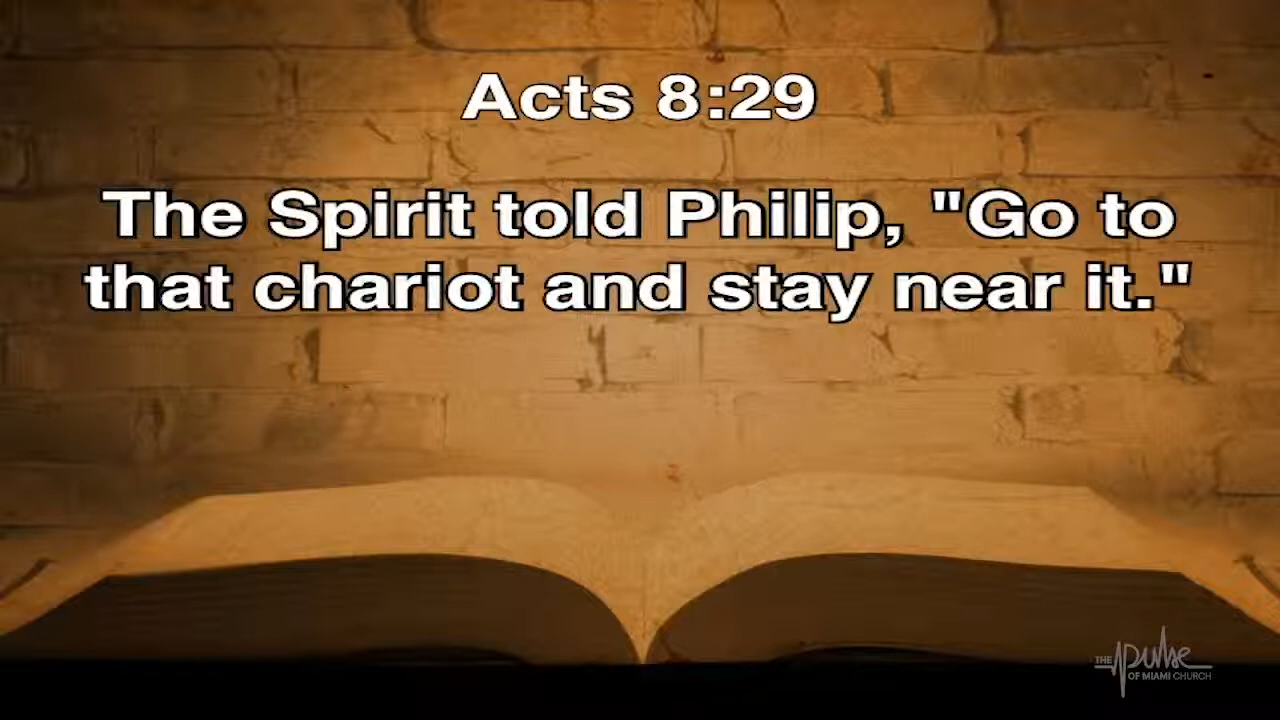 Acts 8:29
The Spirit told Philip, "Go to
that chariot and stay near it."
THE pulse
OF MIAMI CHURCH